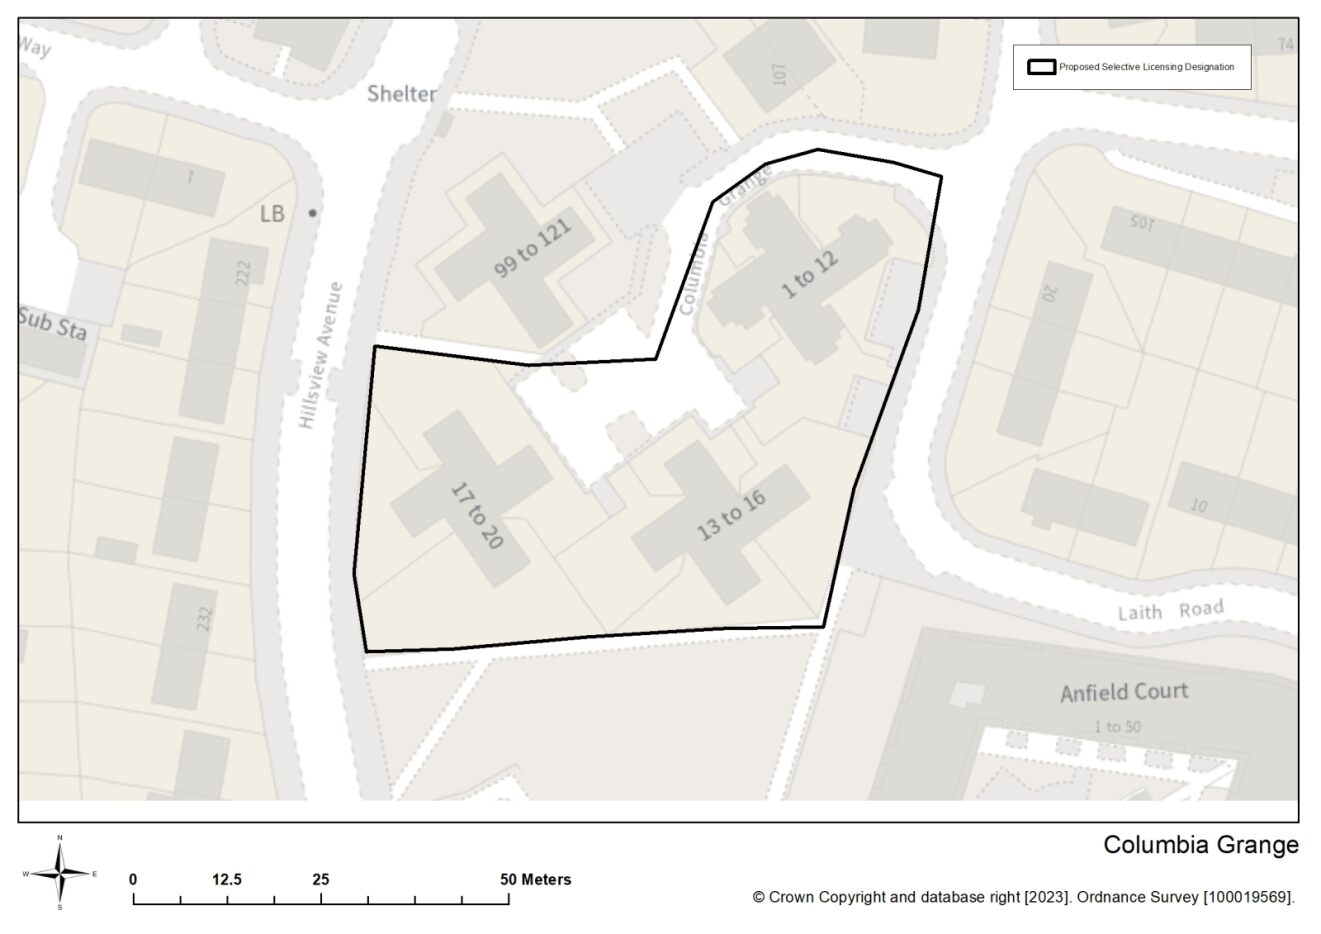 Way
Shelter
107
74
Proposed Selective Licensing Designation
7
LB
222
99 to 121
Columbia Grange
1 to 12
105
20
Sub Sta
Hillsview Avenue
17 to 20
13 to 16
10
232
Laith Road
Anfield Court
1 to 50
Columbia Grange
N
W
E
S
0 12.5 25 50 Meters
© Crown Copyright and database right [2023]. Ordnance Survey [100019569].